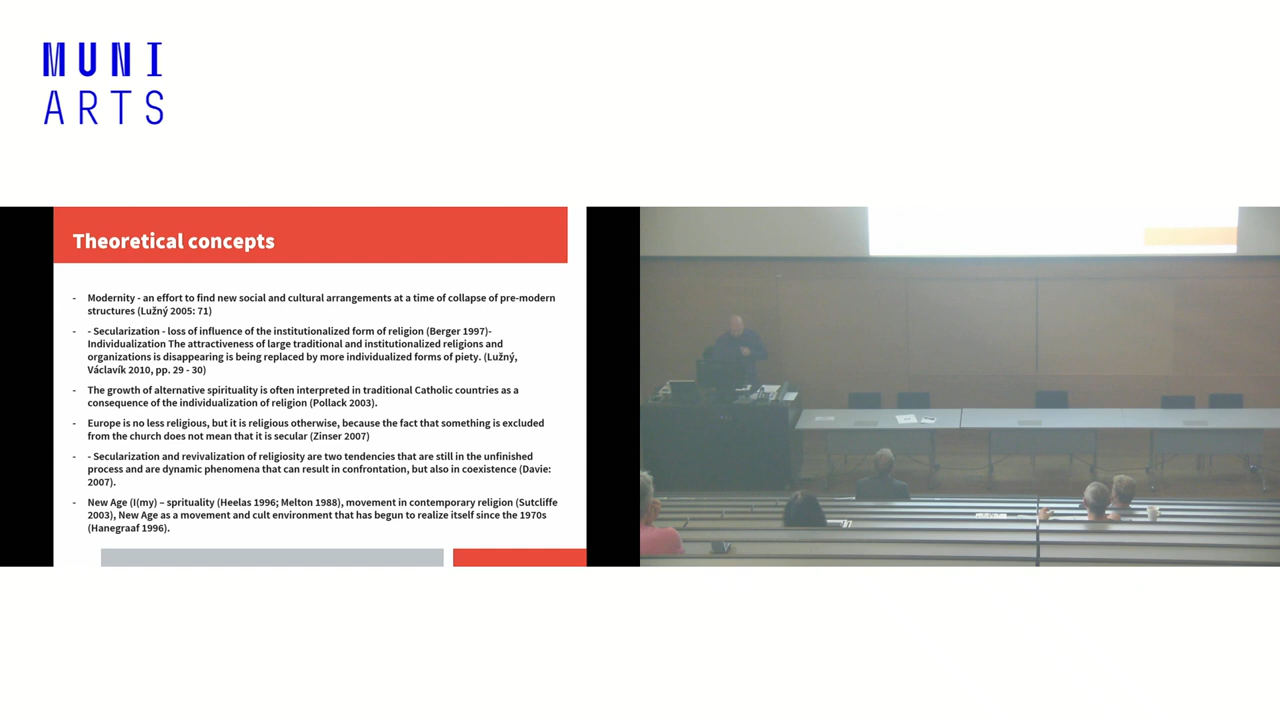 MUNI
ARTS
Theoretical concepts
- Modernity - an effort to find new social and cultural arrangements at a time of collapse of pre-modern
structures (Lužný 2005: 71)
- - Secularization - loss of influence of the institutionalized form of religion (Berger 1997)-
Individualization The attractiveness of large traditional and institutionalized religions and
organizations is disappearing is being replaced by more individualized forms of piety. (Lužný,
Václavík 2010, pp. 29 - 30)
- The growth of alternative spirituality is often interpreted in traditional Catholic countries as a
consequence of the individualization of religion (Pollack 2003).
- Europe is no less religious, but it is religious otherwise, because the fact that something is excluded
from the church does not mean that it is secular (Zinser 2007)
- - Secularization and revivalization of religiosity are two tendencies that are still in the unfinished
process and are dynamic phenomena that can result in confrontation, but also in coexistence (Davie:
2007).
- New Age (I(my) – sprituality (Heelas 1996; Melton 1988), movement in contemporary religion (Sutcliffe
2003), New Age as a movement and cult environment that has begun to realize itself since the 1970s
(Hanegraaf 1996).